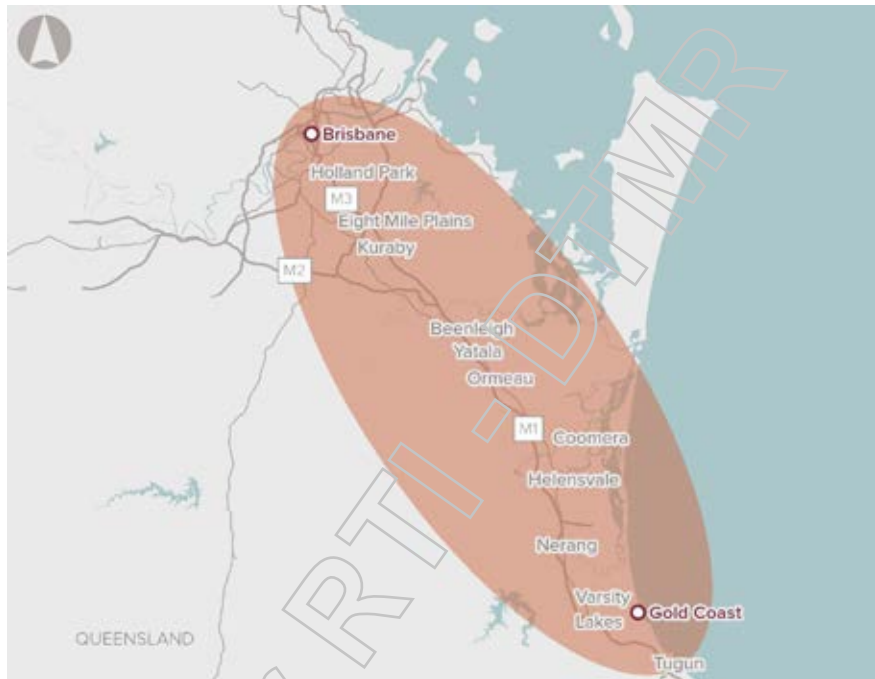 Brisbane
Holland Park
M3
Eight Mile Plains
Kuraby
M2
Beenleigh
Yatala
Ormeau
M1
Coomera
Helensvale
Nerang
Varsity
Lakes
Gold Coast
QUEENSLAND
Tugun
RTI - DTMR